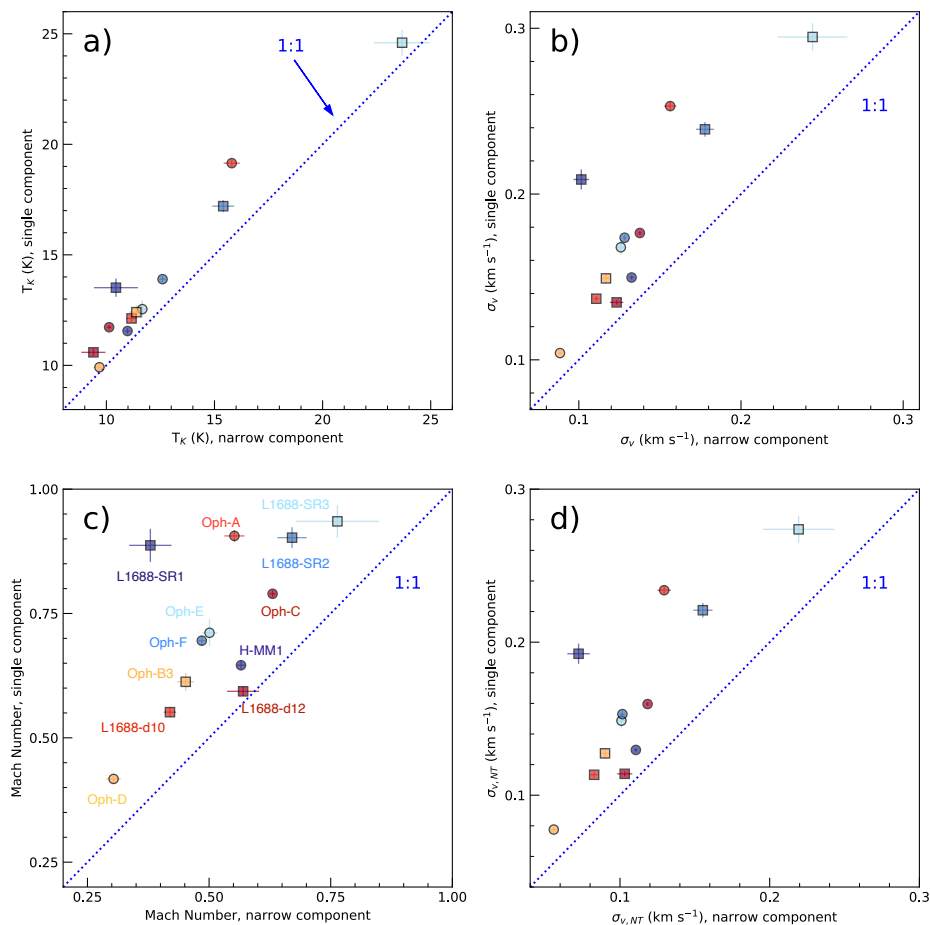 a)
1:1
25
20
15
10
T_K (K), single component
10
15
20
25
T_K (K), narrow component
b)
1:1
0.3
0.2
0.1
σ_v (km s⁻¹), single component
0.1
0.2
0.3
σ_v (km s⁻¹), narrow component
c)
L1688-SR3
Oph-A
L1688-SR2
L1688-SR1
1:1
Oph-E
Oph-C
Oph-F
H-MM1
Oph-B3
L1688-d12
L1688-d10
Oph-D
1.00
0.75
0.50
0.25
Mach Number, single component
0.25
0.50
0.75
1.00
Mach Number, narrow component
d)
1:1
0.3
0.2
0.1
σ_{v,NT} (km s⁻¹), single component
0.1
0.2
0.3
σ_{v,NT} (km s⁻¹), narrow component